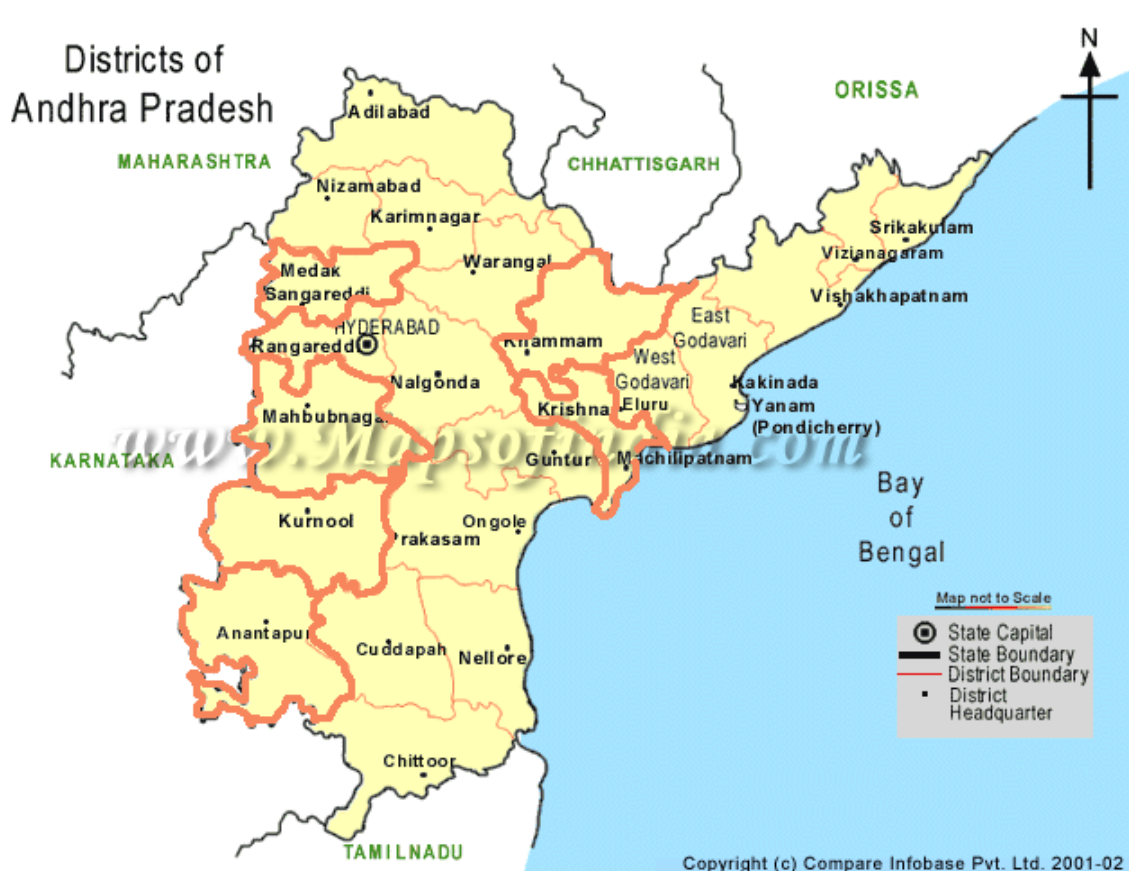 Districts of
Andhra Pradesh
N
ORISSA
MAHARASHTRA
CHHATTISGARH
Adilabad
Nizamabad
Karimnagar
Warangal
Srikakulam
Vizianagaram
Vishakhapatnam
Medak
Sangareddi
HYDERABAD
Rangareddi
Khammam
East
Godavari
West
Godavari
Nalgonda
Kakinada
Yanam
(Pondicherry)
Mahbubnagar
Krishna
Eluru
www.Mapsofindia.com
KARNATAKA
Guntur
Machilipatnam
Bay
of
Bengal
Kurnool
Ongole
Prakasam
Anantapur
Cuddapah
Nellore
Chittoor
TAMILNADU
Map not to Scale
State Capital
State Boundary
District Boundary
District
Headquarter
Copyright (c) Compare Infobase Pvt. Ltd. 2001-02